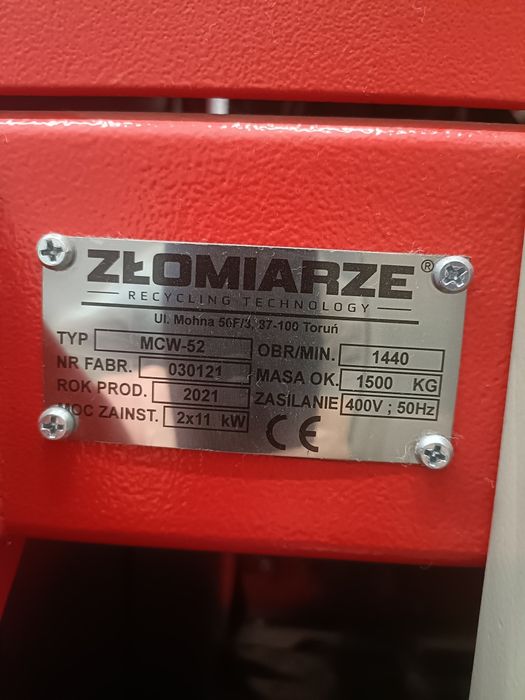 ZŁOMIARZE®
RECYCLING TECHNOLOGY
Ul. Mohna 56F/3, 87-100 Toruń
TYP MCW-52 OBR/MIN. 1440
NR FABR. 030121 MASA OK. 1500 KG
ROK PROD. 2021 ZASILANIE 400V ; 50Hz
MOC ZAINST. 2x11 kW CE